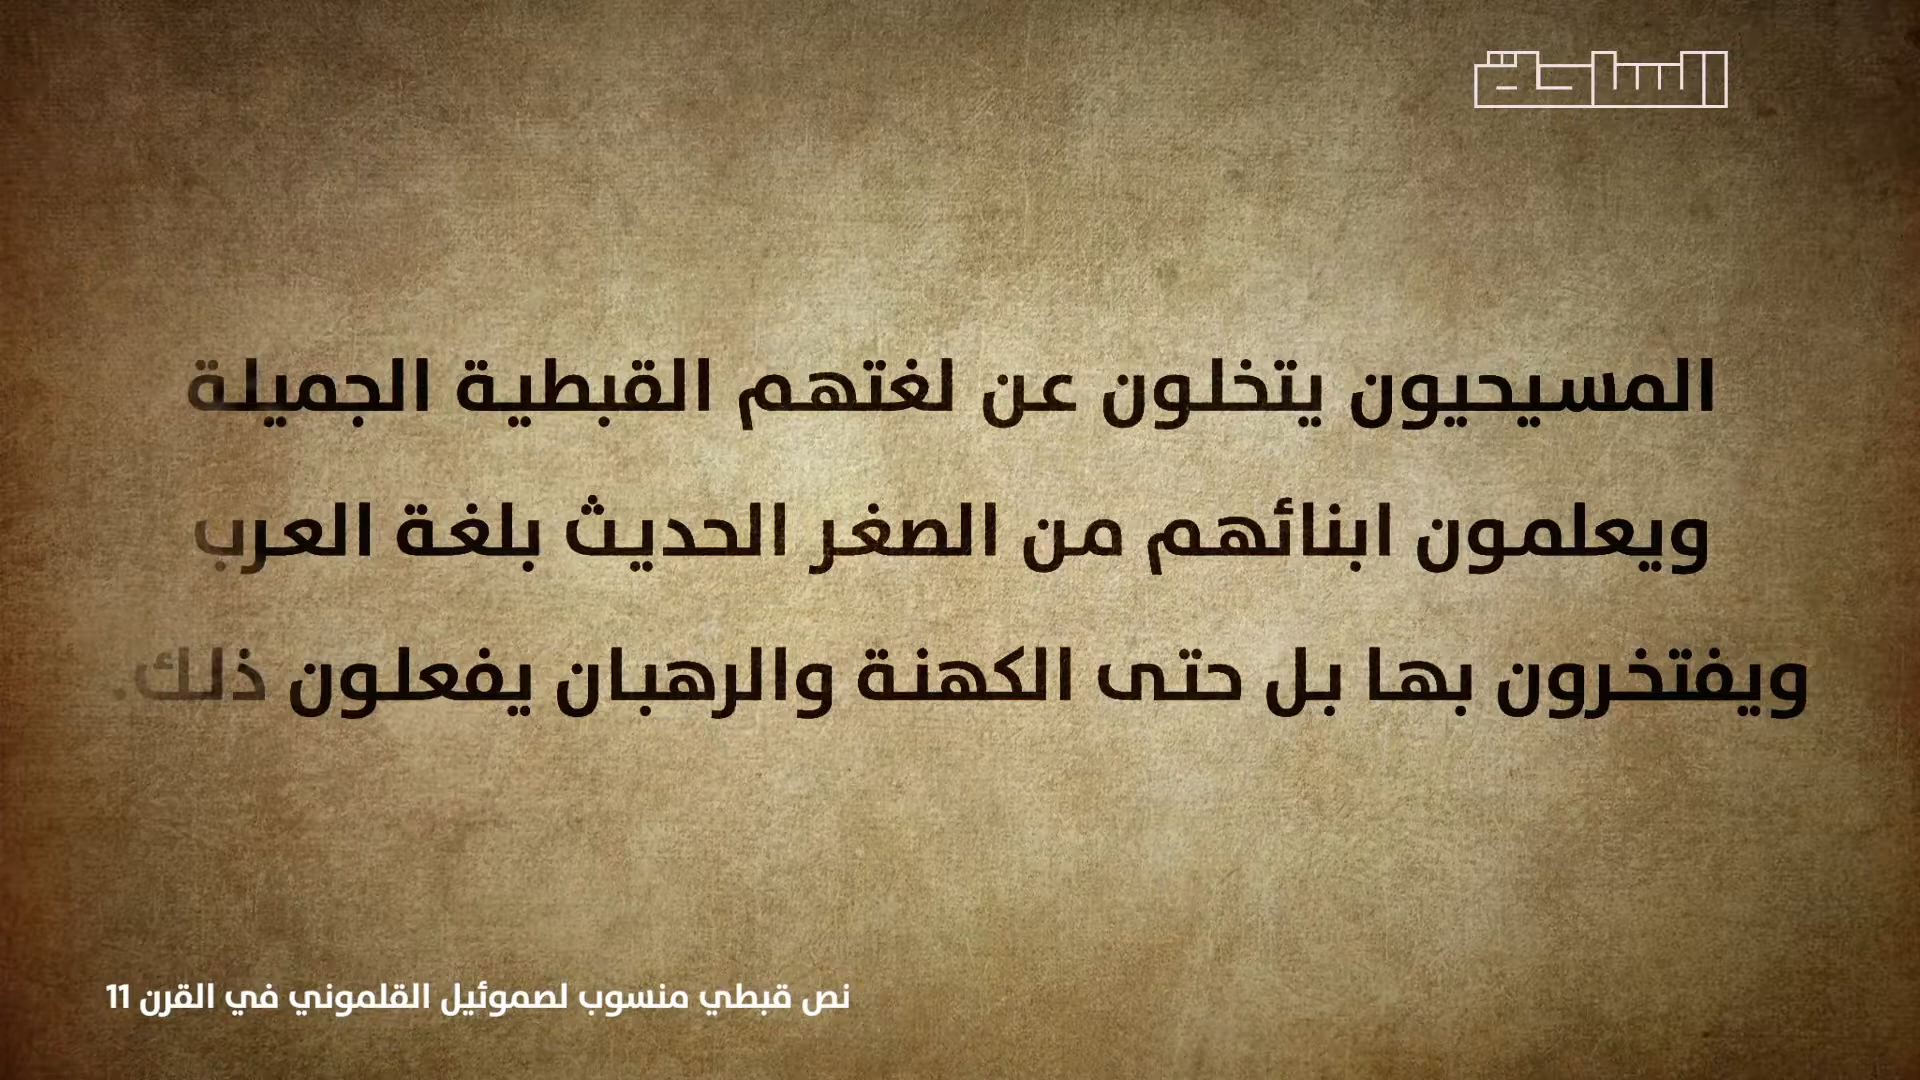 الساحة
المسيحيون يتخلون عن لغتهم القبطية الجميلة
ويعلمون ابنائهم من الصغر الحديث بلغة العرب
ويفتخرون بها بل حتى الكهنة والرهبان يفعلون ذلك.
نص قبطي منسوب لصموئيل القلموني في القرن 11